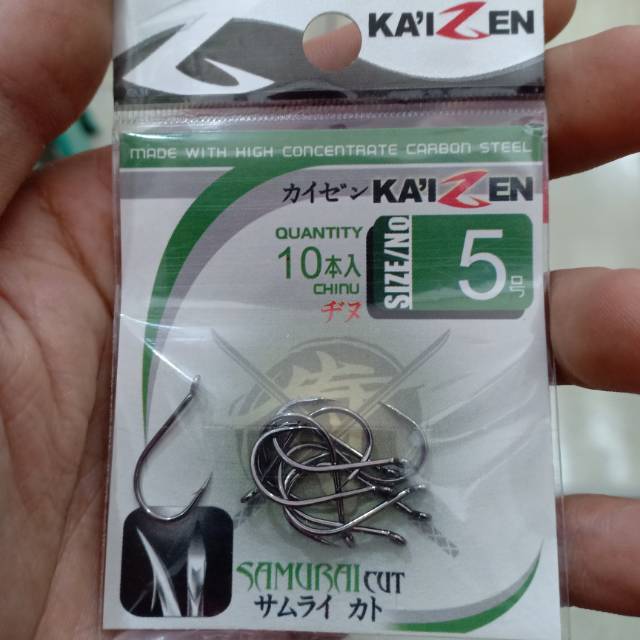 KA'IZEN
MADE WITH HIGH CONCENTRATE CARBON STEEL
カイゼン KA'IZEN
QUANTITY
10本入
CHINU
チヌ
SIZE/NO
5号
侍
SAMURAI CUT
サムライ カト